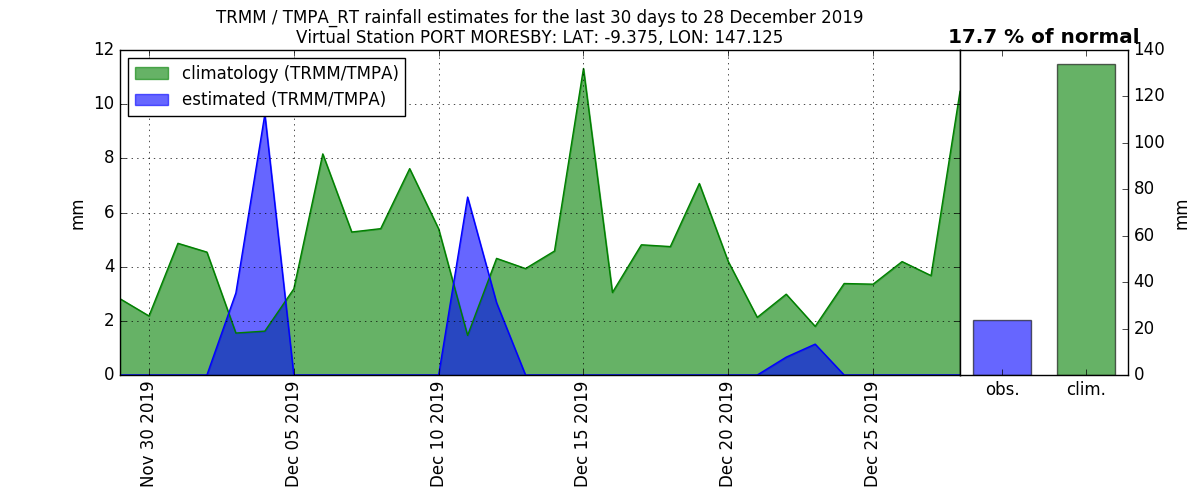 TRMM / TMPA_RT rainfall estimates for the last 30 days to 28 December 2019
Virtual Station PORT MORESBY: LAT: -9.375, LON: 147.125
17.7 % of normal
climatology (TRMM/TMPA)
estimated (TRMM/TMPA)
12
10
8
6
4
2
0
mm
Nov 30 2019
Dec 05 2019
Dec 10 2019
Dec 15 2019
Dec 20 2019
Dec 25 2019
140
120
100
80
60
40
20
0
mm
obs.
clim.